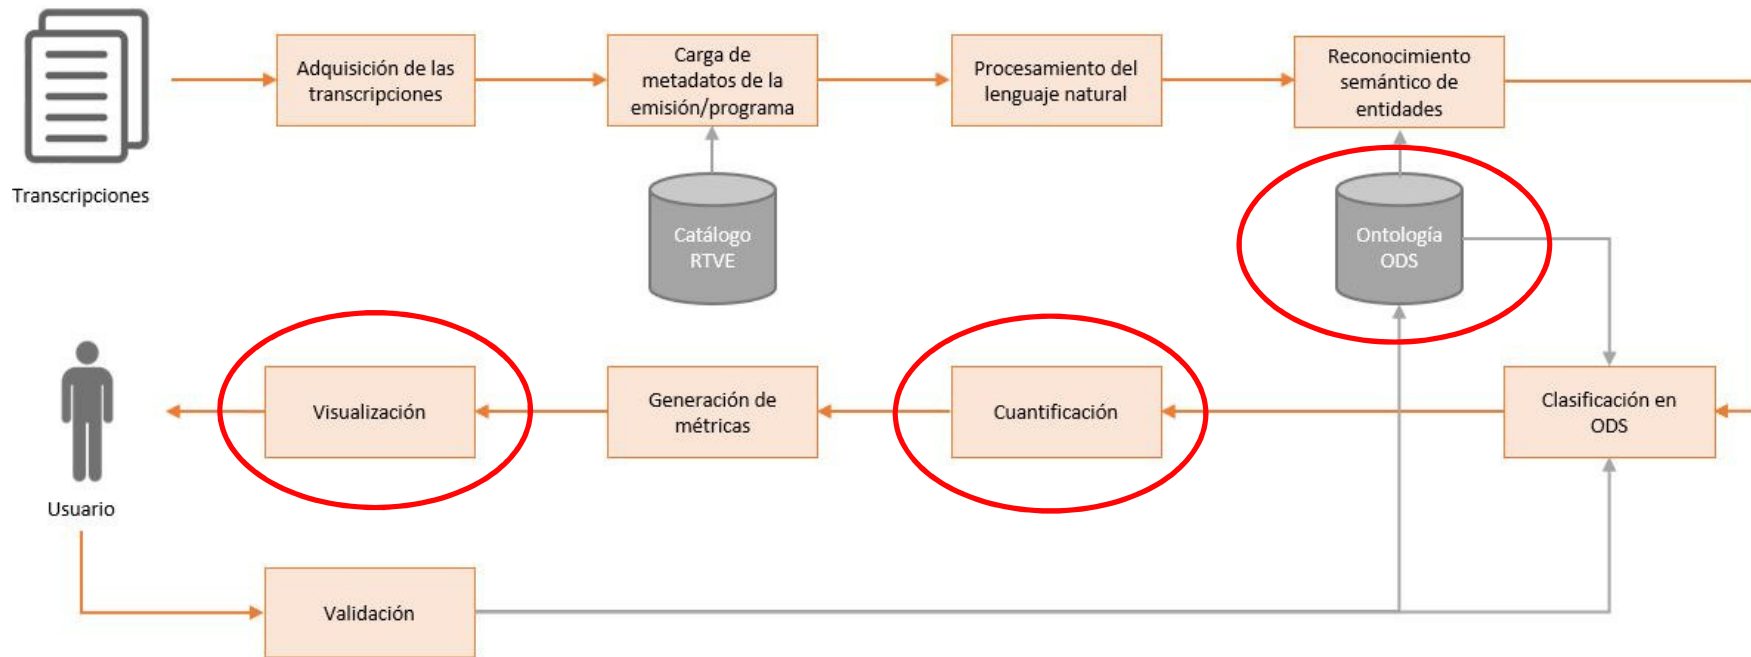 Transcripciones
Adquisición de las
transcripciones
Carga de
metadatos de la
emisión/programa
Procesamiento del
lenguaje natural
Reconocimiento
semántico de
entidades
Catálogo
RTVE
Ontología
ODS
Usuario
Visualización
Generación de
métricas
Cuantificación
Clasificación en
ODS
Validación